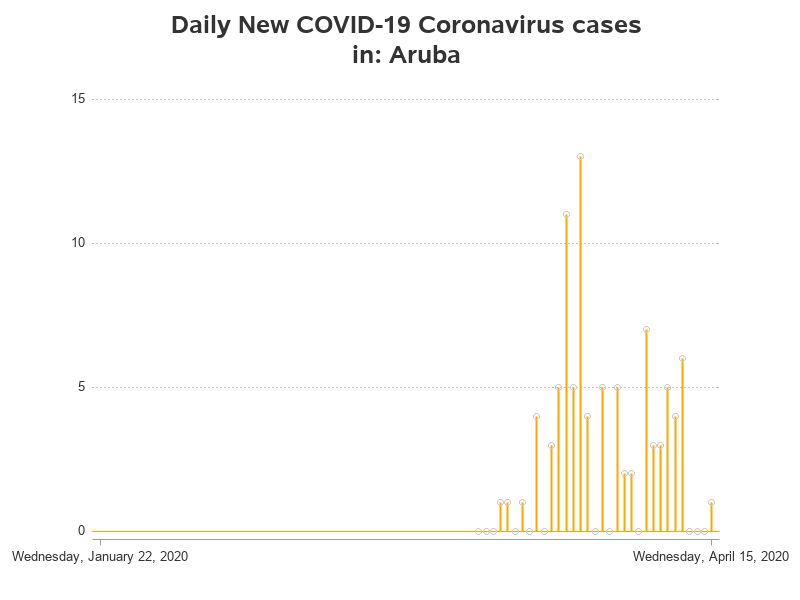 Daily New COVID-19 Coronavirus cases
in: Aruba
15
10
5
0
Wednesday, January 22, 2020
Wednesday, April 15, 2020